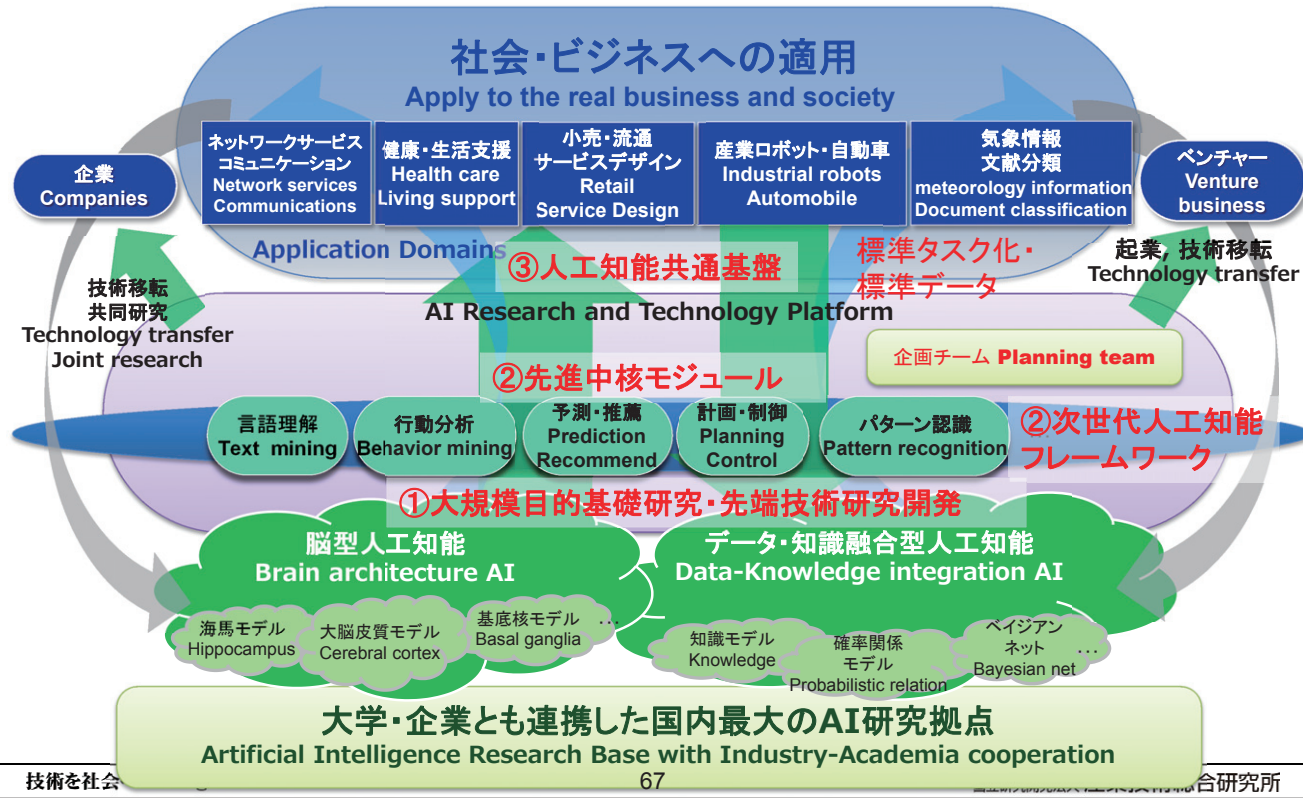 社会・ビジネスへの適用
Apply to the real business and society
企業
Companies
ネットワークサービス
コミュニケーション
Network services
Communications
健康・生活支援
Health care
Living support
小売・流通
サービスデザイン
Retail
Service Design
産業ロボット・自動車
Industrial robots
Automobile
気象情報
文献分類
meteorology information
Document classification
ベンチャー
Venture
business
Application Domains
③人工知能共通基盤
標準タスク化・
標準データ
起業, 技術移転
Technology transfer
技術移転
共同研究
Technology transfer
Joint research
AI Research and Technology Platform
企画チーム Planning team
②先進中核モジュール
言語理解
Text mining
行動分析
Behavior mining
予測・推薦
Prediction
Recommend
計画・制御
Planning
Control
パターン認識
Pattern recognition
②次世代人工知能
フレームワーク
①大規模目的基礎研究・先端技術研究開発
脳型人工知能
Brain architecture AI
データ・知識融合型人工知能
Data-Knowledge integration AI
海馬モデル
Hippocampus
大脳皮質モデル
Cerebral cortex
基底核モデル
Basal ganglia
…
知識モデル
Knowledge
確率関係
モデル
Probabilistic relation
ベイジアン
ネット
Bayesian net
…
大学・企業とも連携した国内最大のAI研究拠点
Artificial Intelligence Research Base with Industry-Academia cooperation
技術を社会
67
産業技術総合研究所